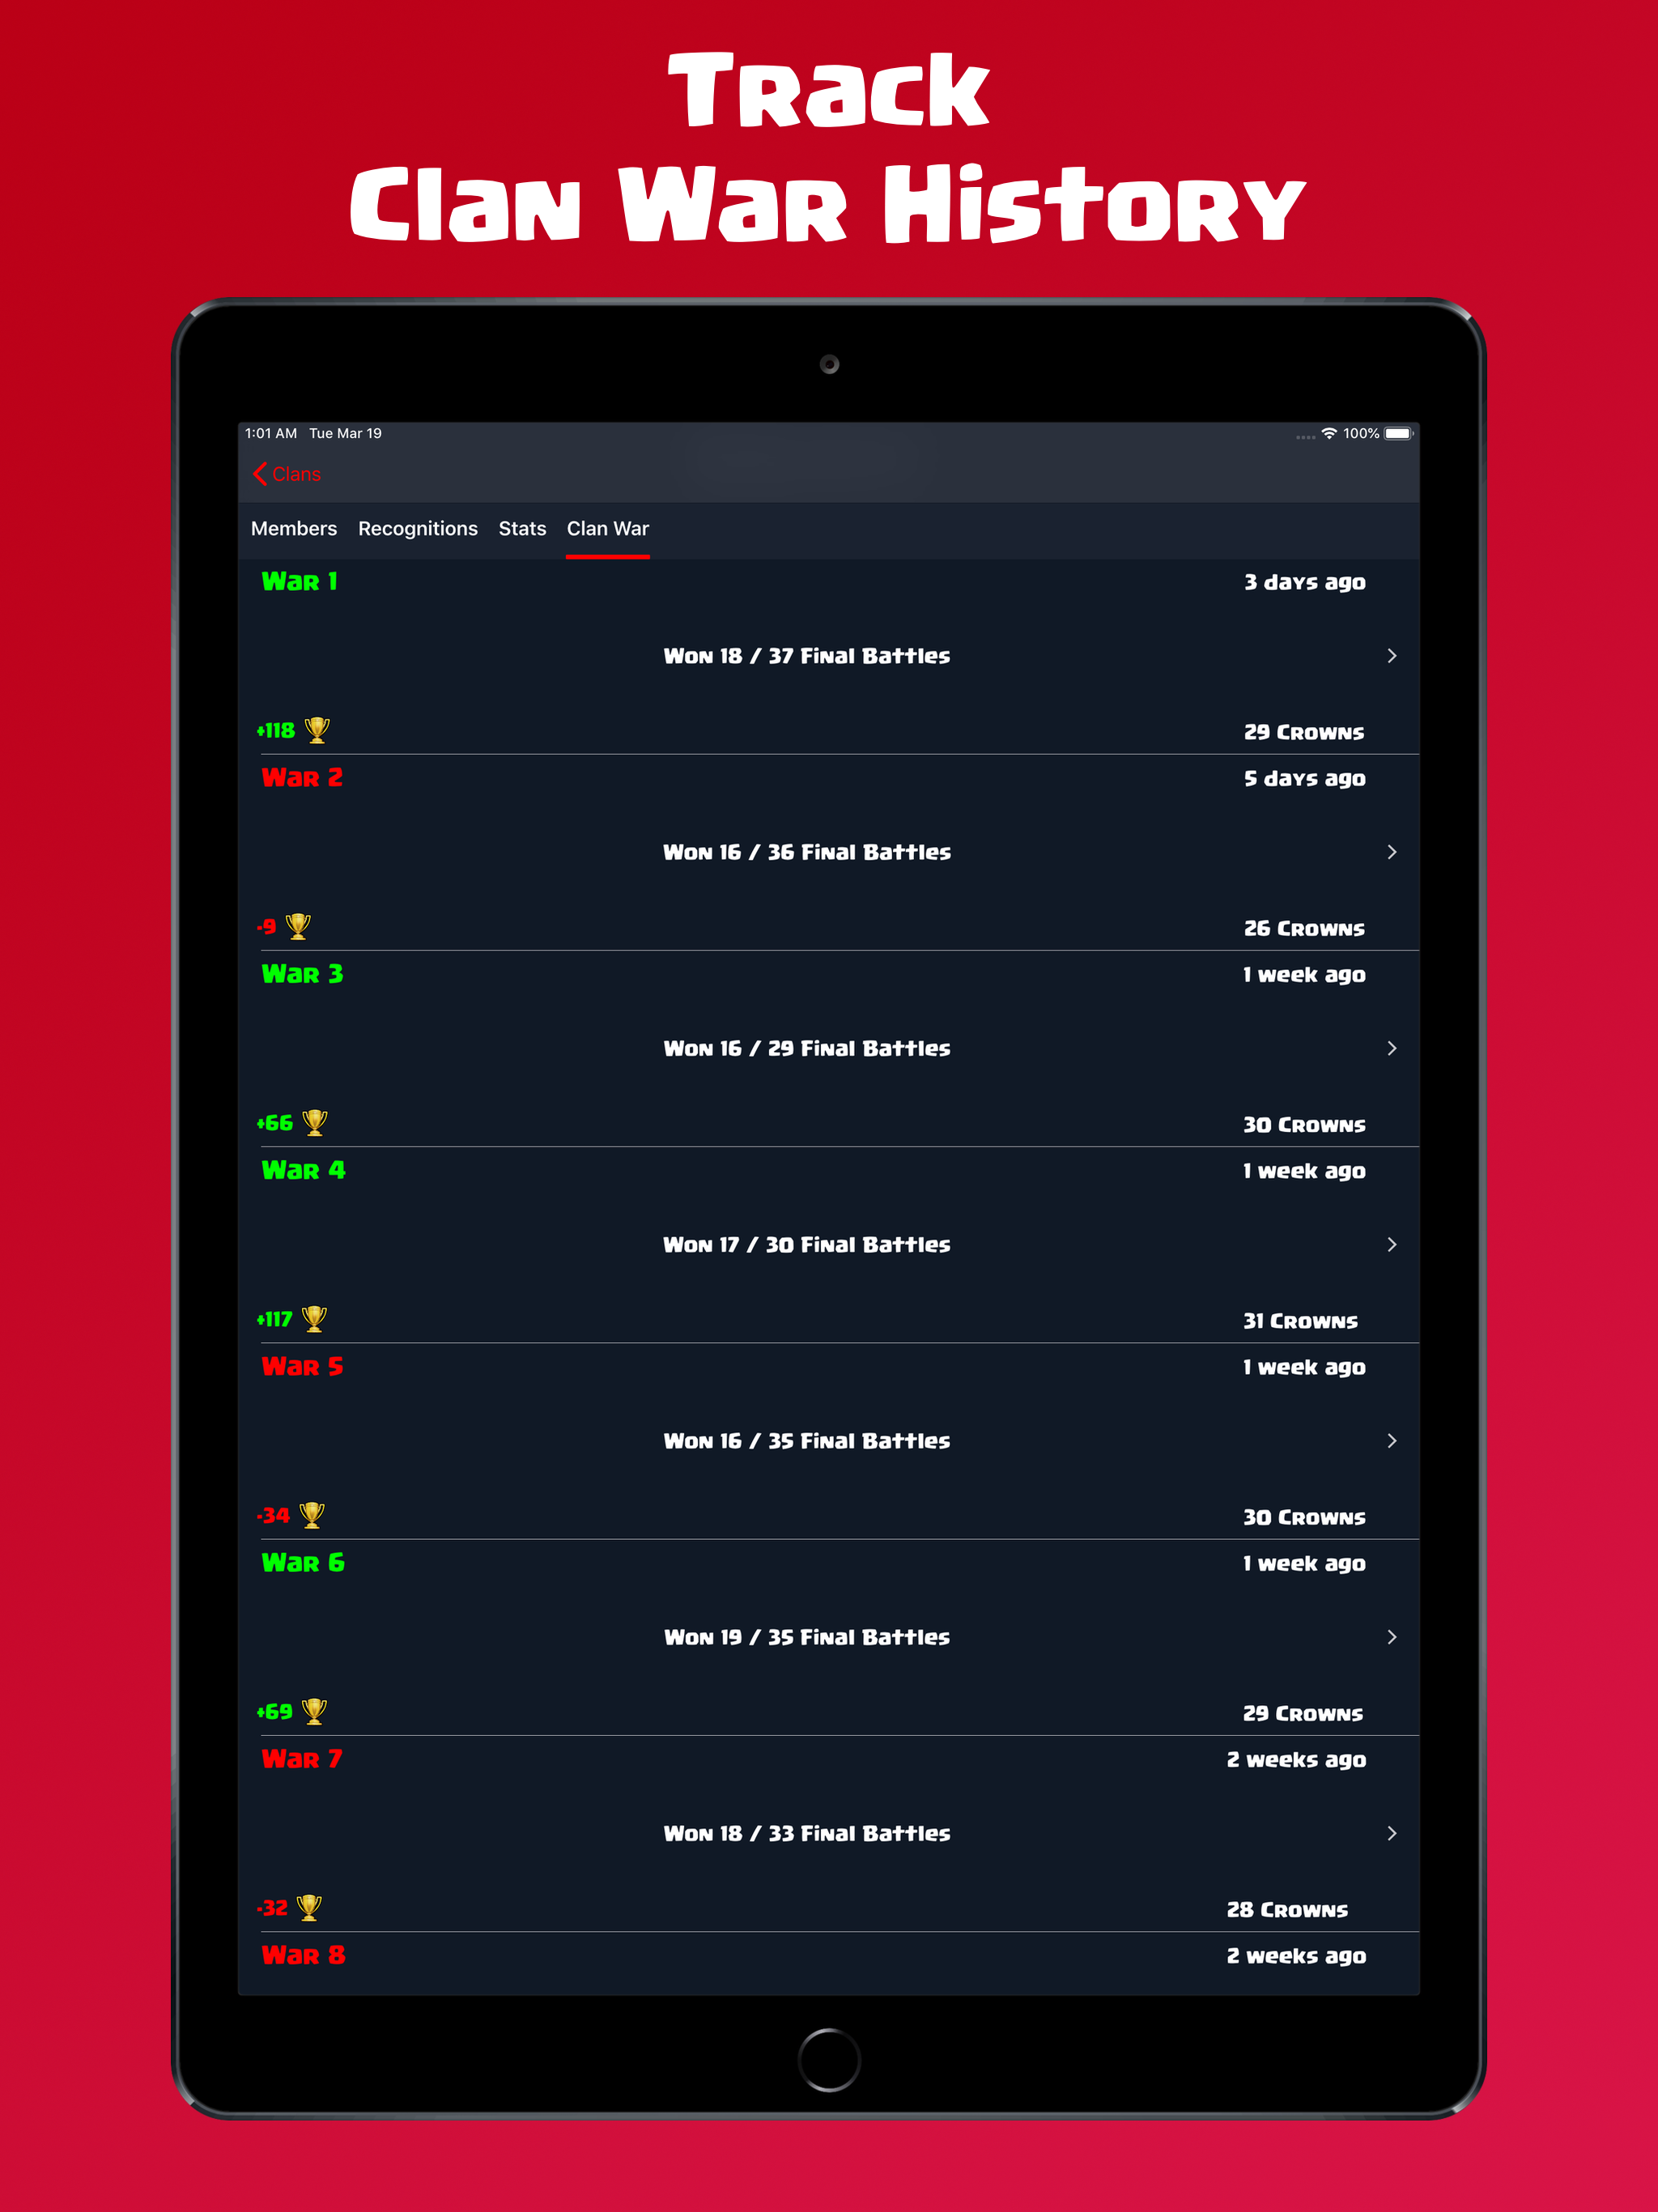 Track
Clan War History
1:01 AM Tue Mar 19 100%
Clans
Members Recognitions Stats Clan War
War 1 3 days ago
Won 18 / 37 Final Battles
+118 29 Crowns
War 2 5 days ago
Won 16 / 36 Final Battles
-9 26 Crowns
War 3 1 week ago
Won 16 / 29 Final Battles
+66 30 Crowns
War 4 1 week ago
Won 17 / 30 Final Battles
+117 31 Crowns
War 5 1 week ago
Won 16 / 35 Final Battles
-34 30 Crowns
War 6 1 week ago
Won 19 / 35 Final Battles
+69 29 Crowns
War 7 2 weeks ago
Won 18 / 33 Final Battles
-32 28 Crowns
War 8 2 weeks ago